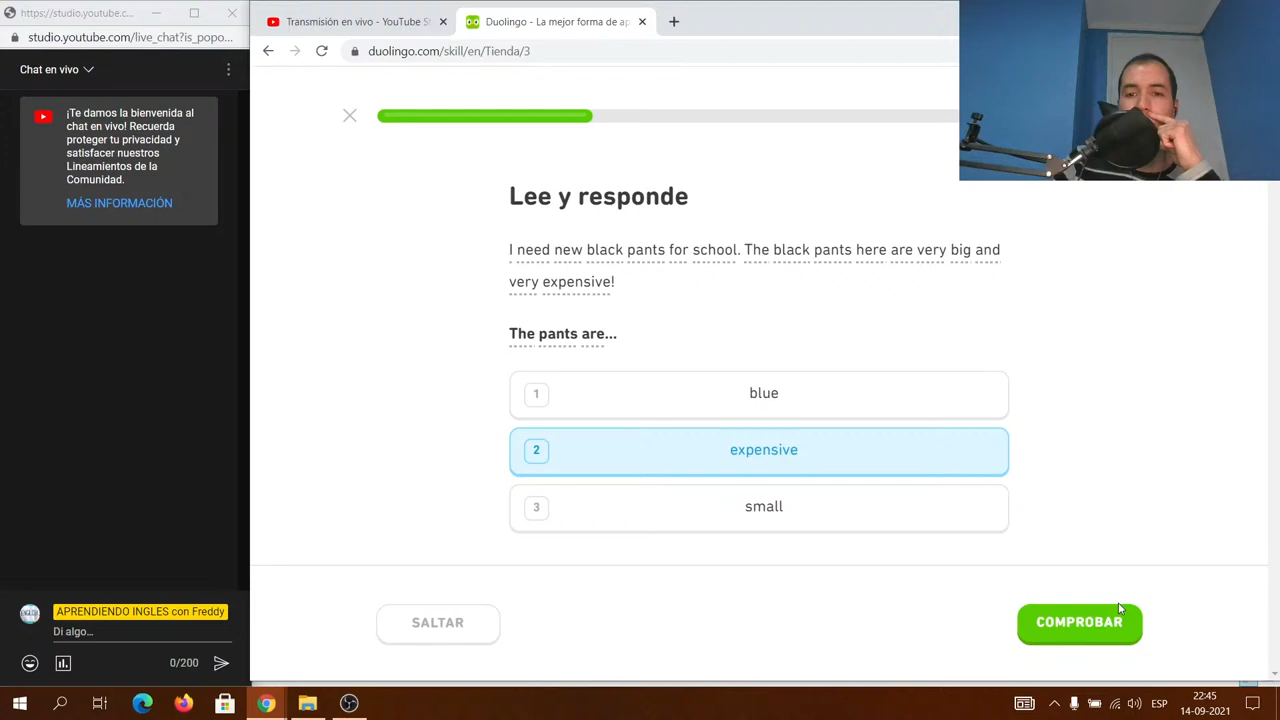 https://studio.youtube.c...
studio.youtube.com/live_chat?is_popo...
Chat en vivo
¡Te damos la bienvenida al
chat en vivo! Recuerda
proteger tu privacidad y
satisfacer nuestros
Lineamientos de la
Comunidad.
MÁS INFORMACIÓN
APRENDIENDO INGLES con Freddy
Di algo...
0/200
Transmisión en vivo - YouTube St
Duolingo - La mejor forma de ap
duolingo.com/skill/en/Tienda/3
Lee y responde
I need new black pants for school. The black pants here are very big and
very expensive!
The pants are...
1 blue
2 expensive
3 small
SALTAR
COMPROBAR
ESP
22:45
14-09-2021